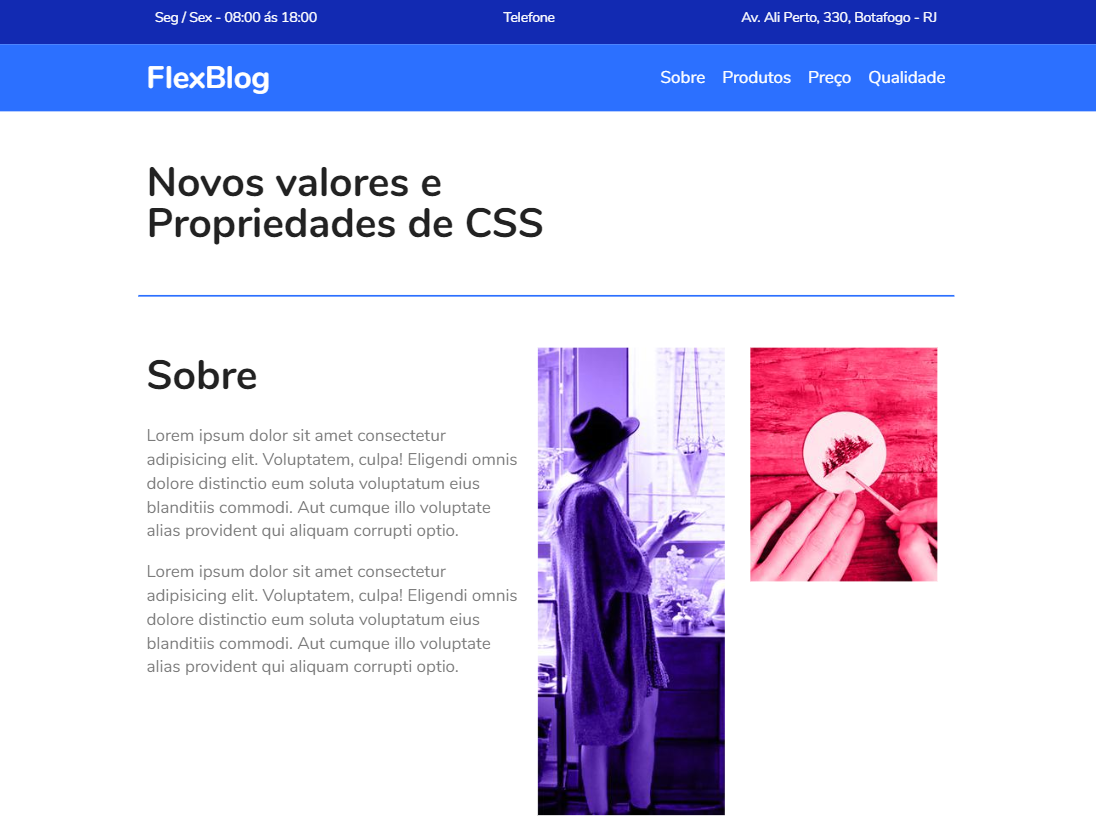 Seg / Sex - 08:00 ás 18:00
Telefone
Av. Ali Perto, 330, Botafogo - RJ
FlexBlog
Sobre
Produtos
Preço
Qualidade
Novos valores e
Propriedades de CSS
Sobre
Lorem ipsum dolor sit amet consectetur
adipisicing elit. Voluptatem, culpa! Eligendi omnis
dolore distinctio eum soluta voluptatum eius
blanditiis commodi. Aut cumque illo voluptate
alias provident qui aliquam corrupti optio.
Lorem ipsum dolor sit amet consectetur
adipisicing elit. Voluptatem, culpa! Eligendi omnis
dolore distinctio eum soluta voluptatum eius
blanditiis commodi. Aut cumque illo voluptate
alias provident qui aliquam corrupti optio.